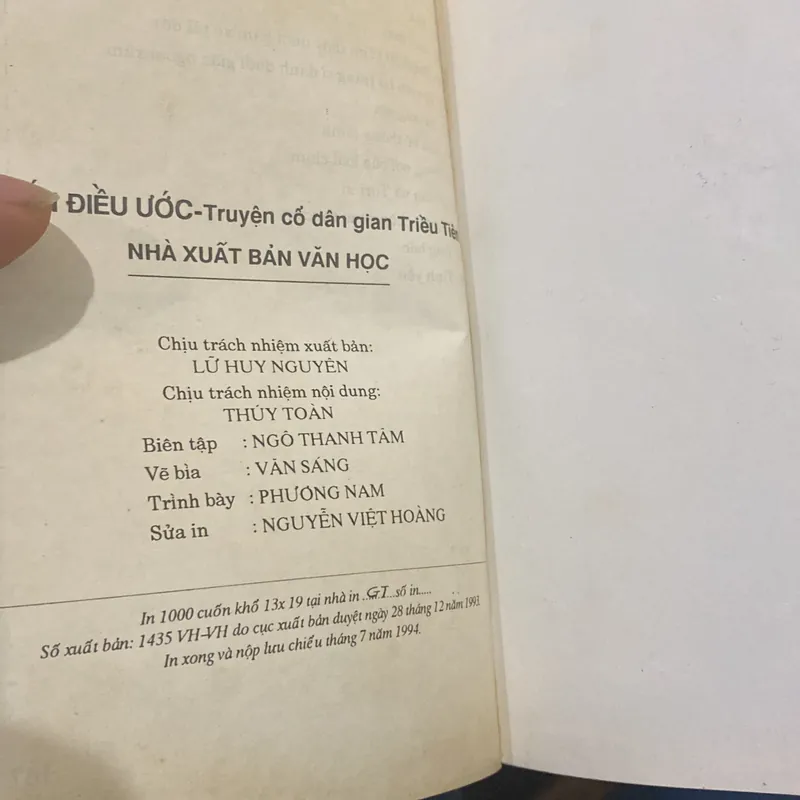 ĐIỀU ƯỚC-Truyện cổ dân gian Triều Tiên
NHÀ XUẤT BẢN VĂN HỌC
Chịu trách nhiệm xuất bản:
LỮ HUY NGUYÊN
Chịu trách nhiệm nội dung:
THÚY TOÀN
Biên tập : NGÔ THANH TÂM
Vẽ bìa : VĂN SÁNG
Trình bày : PHƯƠNG NAM
Sửa in : NGUYỄN VIỆT HOÀNG
In 1000 cuốn khổ 13x 19 tại nhà in ..GT...số in.....
Số xuất bản: 1435 VH-VH do cục xuất bản duyệt ngày 28 tháng 12 năm 1993.
In xong và nộp lưu chiểu tháng 7 năm 1994.